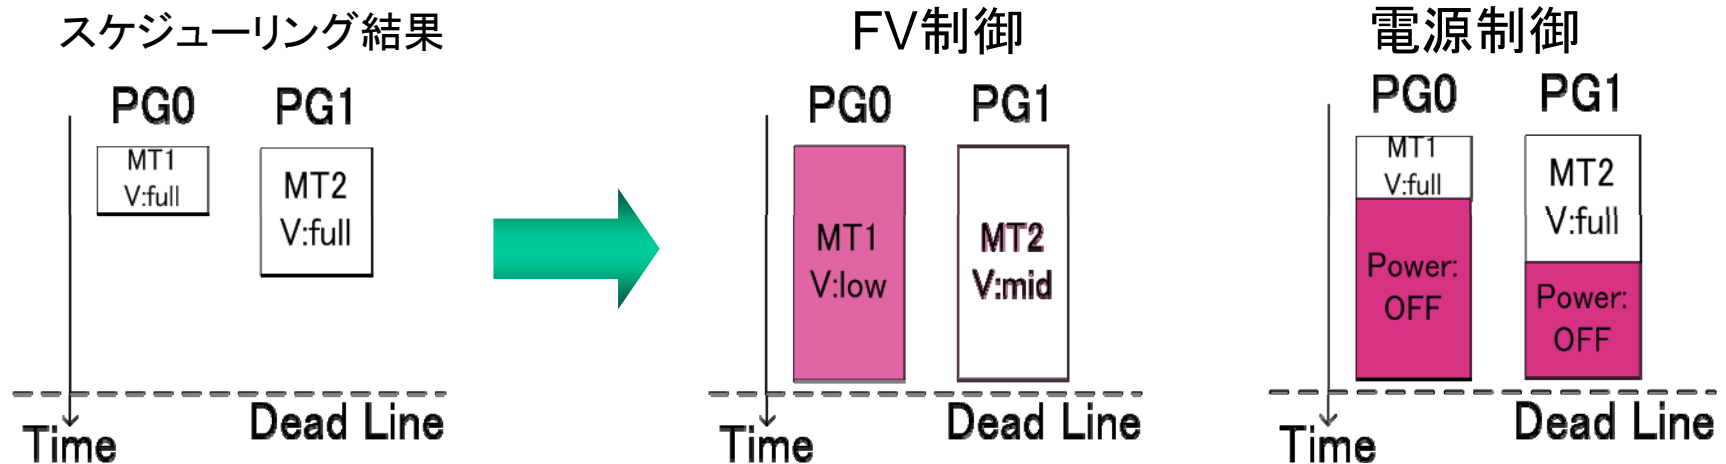 スケジューリング結果
PG0
PG1
MT1
V:full
MT2
V:full
Time
Dead Line
FV制御
PG0
PG1
MT1
V:low
MT2
V:mid
Time
Dead Line
電源制御
PG0
PG1
MT1
V:full
Power:
OFF
MT2
V:full
Power:
OFF
Time
Dead Line